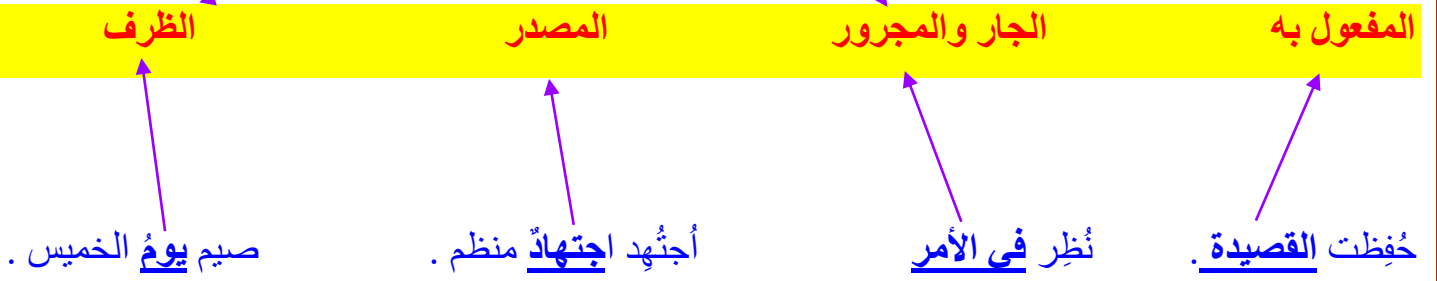 المفعول به الجار والمجرور المصدر الظرف
حُفِظت القصيدة . نُظِر في الأمر أُجتُهِد اجتهادٌ منظم . صيم يومُ الخميس .